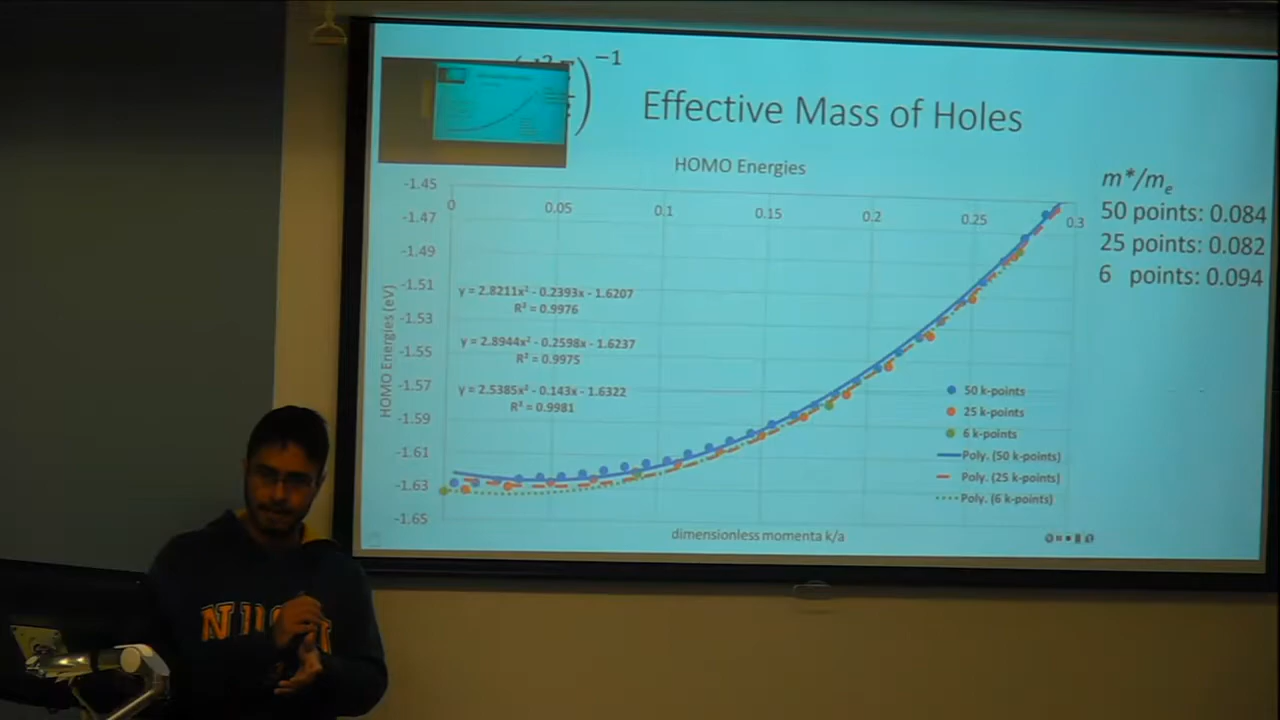 −1
Effective Mass of Holes
HOMO Energies
m*/me
50 points: 0.084
25 points: 0.082
6 points: 0.094
-1.45
-1.47
-1.49
-1.51
-1.53
-1.55
-1.57
-1.59
-1.61
-1.63
-1.65
0
0.05
0.1
0.15
0.2
0.25
0.3
HOMO Energies (eV)
y = 2.8211x² - 0.2393x - 1.6207
R² = 0.9976
y = 2.8944x² - 0.2598x - 1.6237
R² = 0.9975
y = 2.5385x² - 0.143x - 1.6322
R² = 0.9981
50 k-points
25 k-points
6 k-points
Poly. (50 k-points)
Poly. (25 k-points)
Poly. (6 k-points)
dimensionless momenta k/a